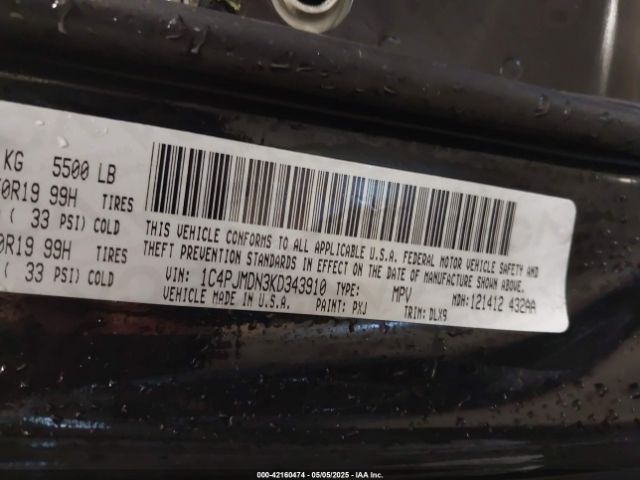 KG 5500 LB
0R19 99H TIRES
( 33 PSI) COLD
0R19 99H TIRES
( 33 PSI) COLD
THIS VEHICLE CONFORMS TO ALL APPLICABLE U.S.A. FEDERAL MOTOR VEHICLE SAFETY AND
THEFT PREVENTION STANDARDS IN EFFECT ON THE DATE OF MANUFACTURE SHOWN ABOVE.
VIN: 1C4PJMDN3KD343910 TYPE: MPV MDH:121412 432AA
VEHICLE MADE IN U.S.A. PAINT: PXJ TRIM: DLX9
000-42160474 - 05/05/2025 - IAA Inc.